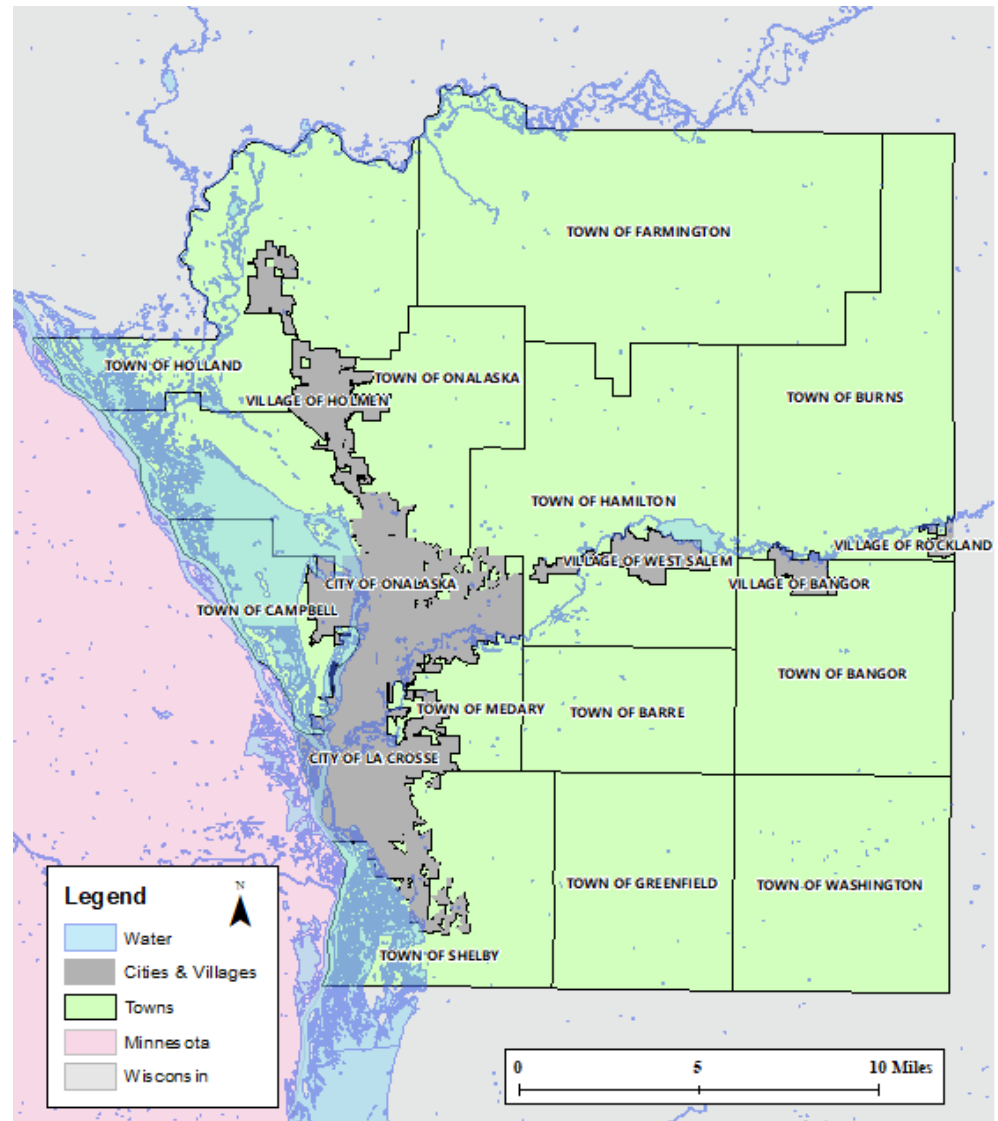 TOWN OF FARMINGTON
TOWN OF HOLLAND
TOWN OF ONALASKA
VILLAGE OF HOLMEN
TOWN OF BURNS
TOWN OF HAMILTON
VILLAGE OF ROCKLAND
VILLAGE OF WEST SALEM
CITY OF ONALASKA
VILLAGE OF BANGOR
TOWN OF CAMPBELL
TOWN OF BANGOR
TOWN OF MEDARY
TOWN OF BARRE
CITY OF LA CROSSE
TOWN OF GREENFIELD
TOWN OF WASHINGTON
TOWN OF SHELBY
Legend
N
Water
Cities & Villages
Towns
Minnesota
Wisconsin
0 5 10 Miles